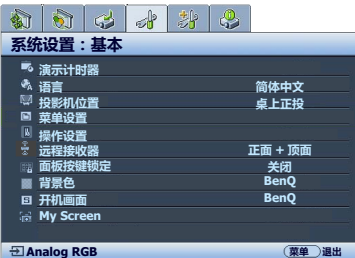 系统设置：基本
演示计时器
语言 简体中文
投影机位置 桌上正投
菜单设置
操作设置
远程接收器 正面 + 顶面
面板按键锁定 关闭
背景色 BenQ
开机画面 BenQ
My Screen
Analog RGB 菜单 退出